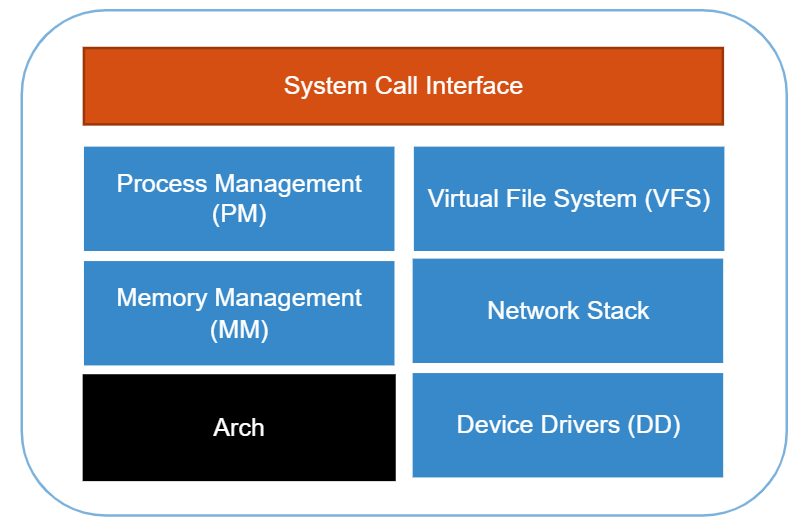 System Call Interface
Process Management
(PM)
Virtual File System (VFS)
Memory Management
(MM)
Network Stack
Arch
Device Drivers (DD)